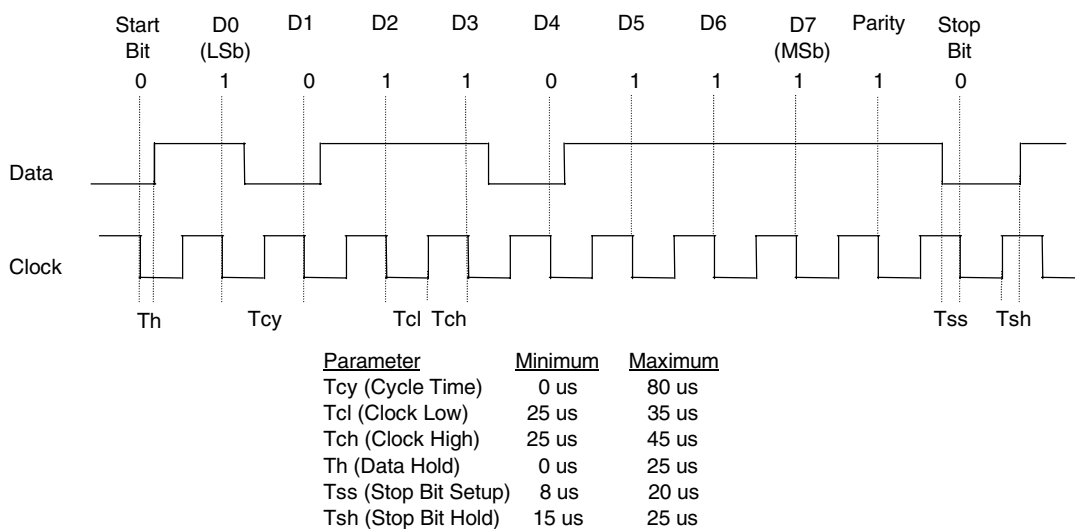 Start D0 D1 D2 D3 D4 D5 D6 D7 Parity Stop
Bit (LSb) (MSb) Bit
0 1 0 1 1 0 1 1 1 1 0
Data
Clock
Th Tcy Tcl Tch Tss Tsh
Parameter Minimum Maximum
Tcy (Cycle Time) 0 us 80 us
Tcl (Clock Low) 25 us 35 us
Tch (Clock High) 25 us 45 us
Th (Data Hold) 0 us 25 us
Tss (Stop Bit Setup) 8 us 20 us
Tsh (Stop Bit Hold) 15 us 25 us